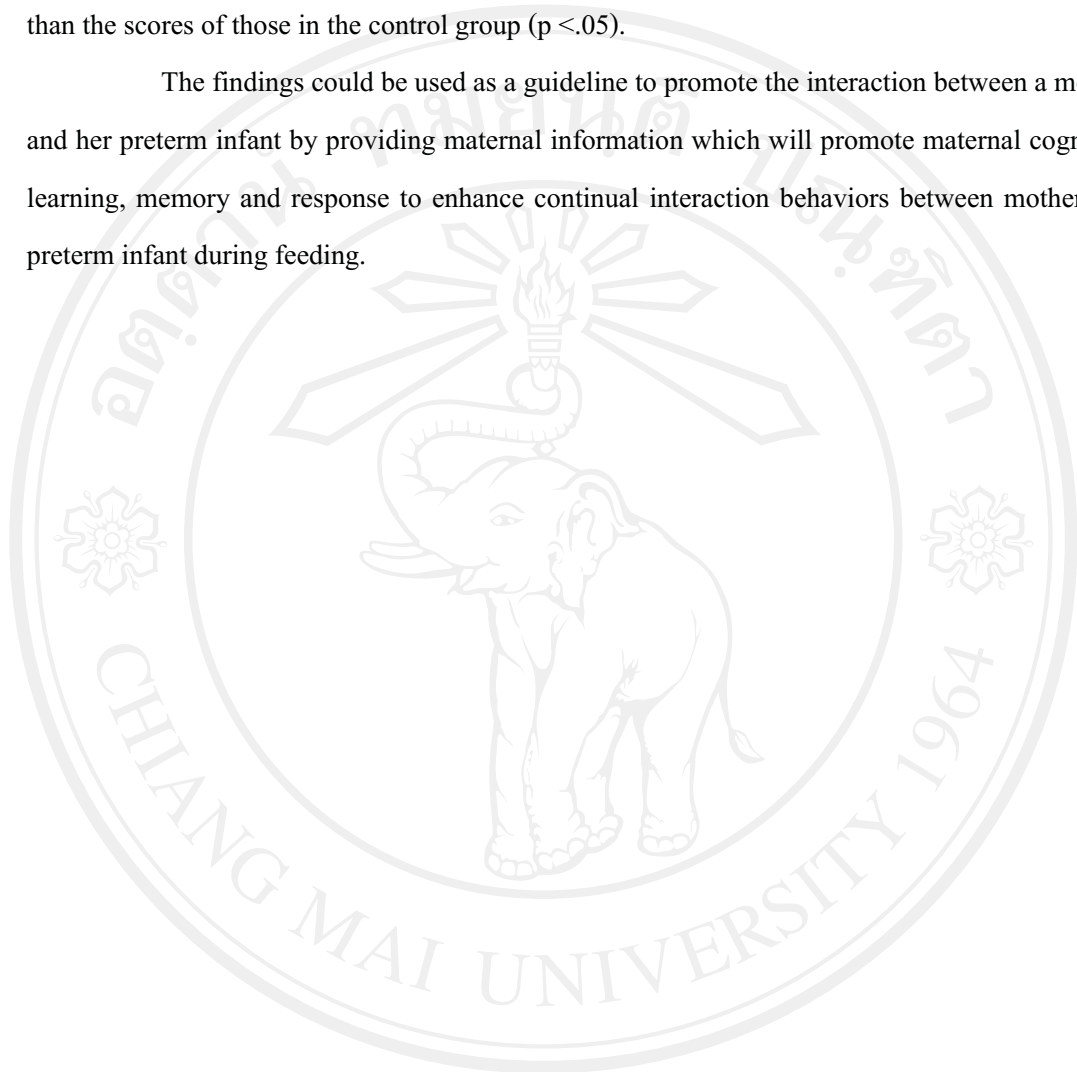 than the scores of those in the control group (p <.05).
The findings could be used as a guideline to promote the interaction between a m
and her preterm infant by providing maternal information which will promote maternal cogn
learning, memory and response to enhance continual interaction behaviors between mother
preterm infant during feeding.
CHIANG MAI UNIVERSITY 1964